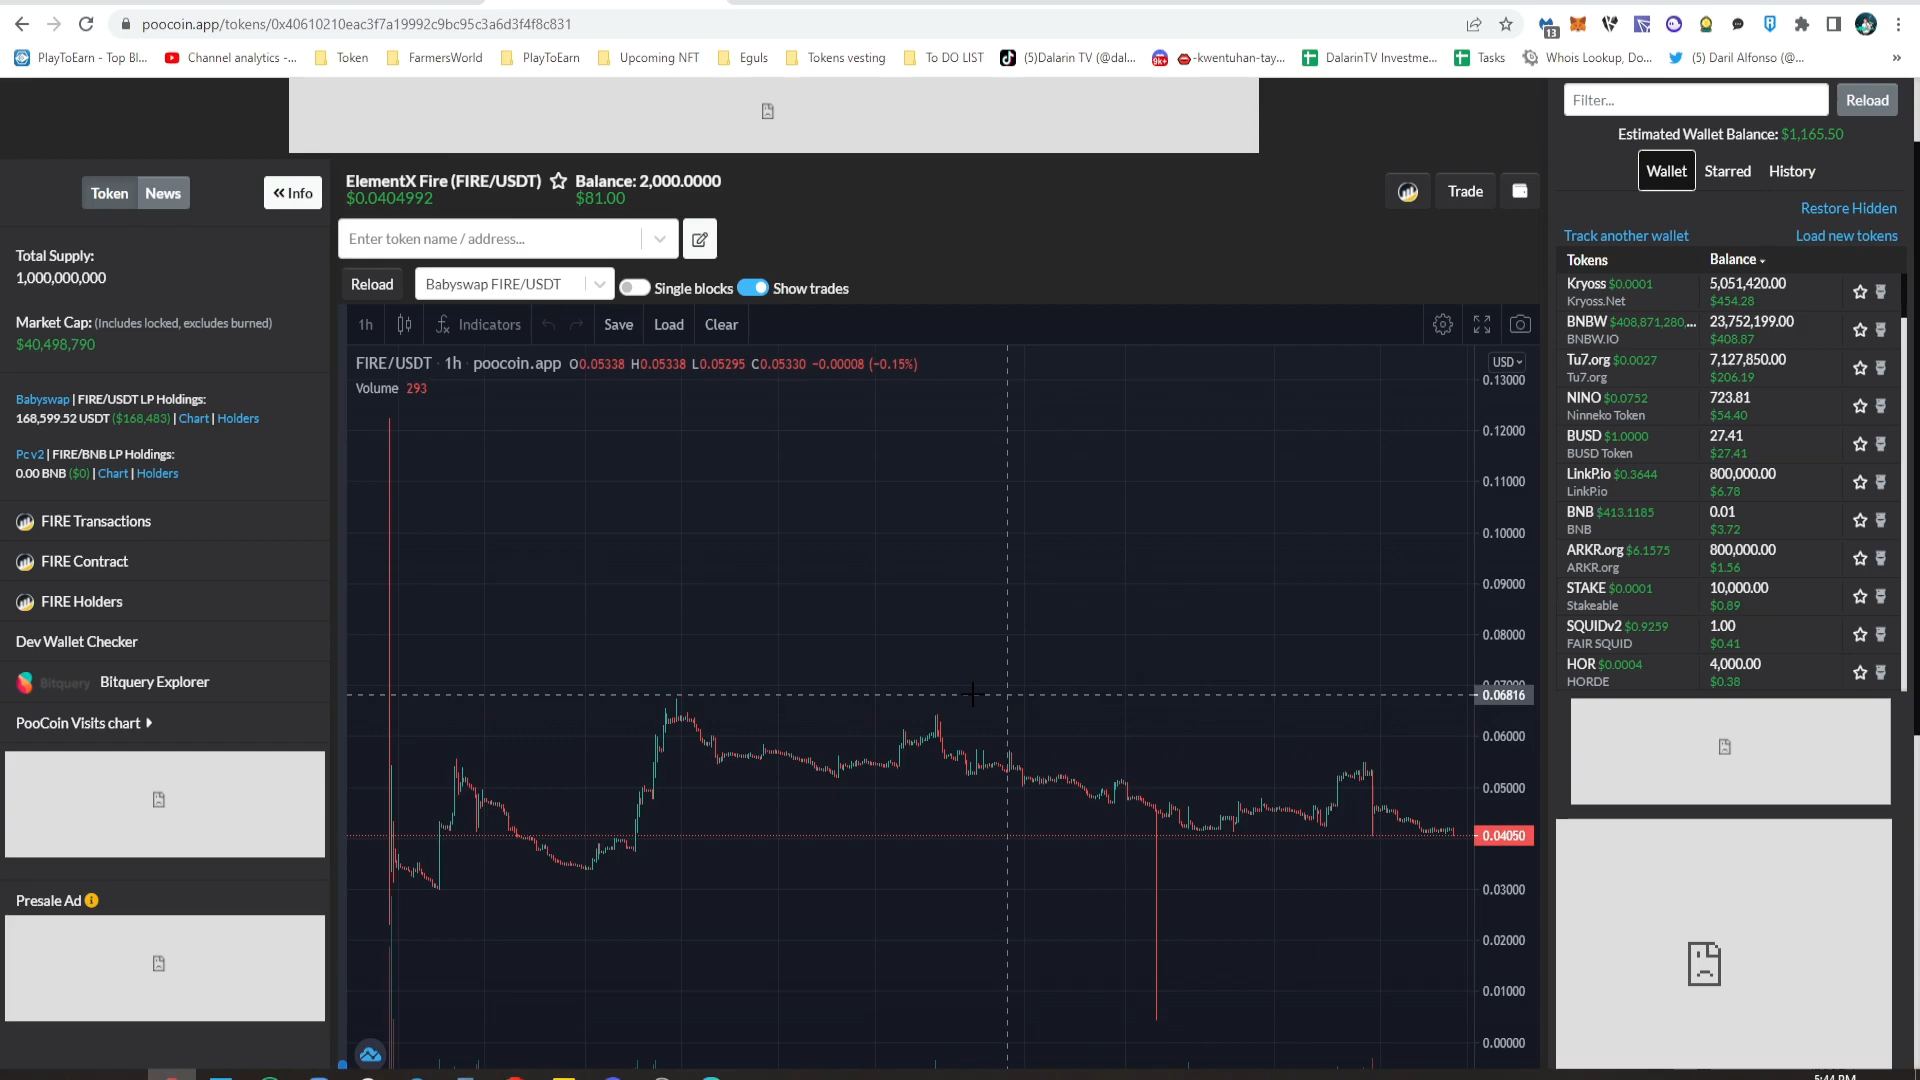 poocoin.app/tokens/0x40610210eac3f7a19992c9bc95c3a6d3f4f8c831
13
PlayToEarn - Top Bl...
Channel analytics -...
Token
FarmersWorld
PlayToEarn
Upcoming NFT
Eguls
Tokens vesting
To DO LIST
(5)Dalarin TV (@dal...
9k+
-kwentuhan-tay...
DalarinTV Investme...
Tasks
Whois Lookup, Do...
(5) Daril Alfonso (@...
»
Token
News
« Info
Total Supply:
1,000,000,000
Market Cap: (Includes locked, excludes burned)
$40,498,790
Babyswap | FIRE/USDT LP Holdings:
168,599.52 USDT ($168,483) | Chart | Holders
Pc v2 | FIRE/BNB LP Holdings:
0.00 BNB ($0) | Chart | Holders
FIRE Transactions
FIRE Contract
FIRE Holders
Dev Wallet Checker
Bitquery Bitquery Explorer
PooCoin Visits chart
Presale Ad
ElementX Fire (FIRE/USDT) Balance: 2,000.0000
$0.0404992 $81.00
Trade
Enter token name / address...
Reload
Babyswap FIRE/USDT
Single blocks
Show trades
1h
Indicators
Save
Load
Clear
FIRE/USDT · 1h · poocoin.app O0.05338 H0.05338 L0.05295 C0.05330 -0.00008 (-0.15%)
Volume 293
USD
0.13000
0.12000
0.11000
0.10000
0.09000
0.08000
0.07000
0.06816
0.06000
0.05000
0.04050
0.03000
0.02000
0.01000
0.00000
Filter...
Reload
Estimated Wallet Balance: $1,165.50
Wallet
Starred
History
Restore Hidden
Track another wallet
Load new tokens
Tokens Balance
Kryoss $0.0001 5,051,420.00
Kryoss.Net $454.28
BNBW $408,871,280,... 23,752,199.00
BNBW.IO $408.87
Tu7.org $0.0027 7,127,850.00
Tu7.org $206.19
NINO $0.0752 723.81
Ninneko Token $54.40
BUSD $1.0000 27.41
BUSD Token $27.41
LinkP.io $0.3644 800,000.00
LinkP.io $6.78
BNB $413.1185 0.01
BNB $3.72
ARKR.org $6.1575 800,000.00
ARKR.org $1.56
STAKE $0.0001 10,000.00
Stakeable $0.89
SQUIDv2 $0.9259 1.00
FAIR SQUID $0.41
HOR $0.0004 4,000.00
HORDE $0.38
5:44 PM